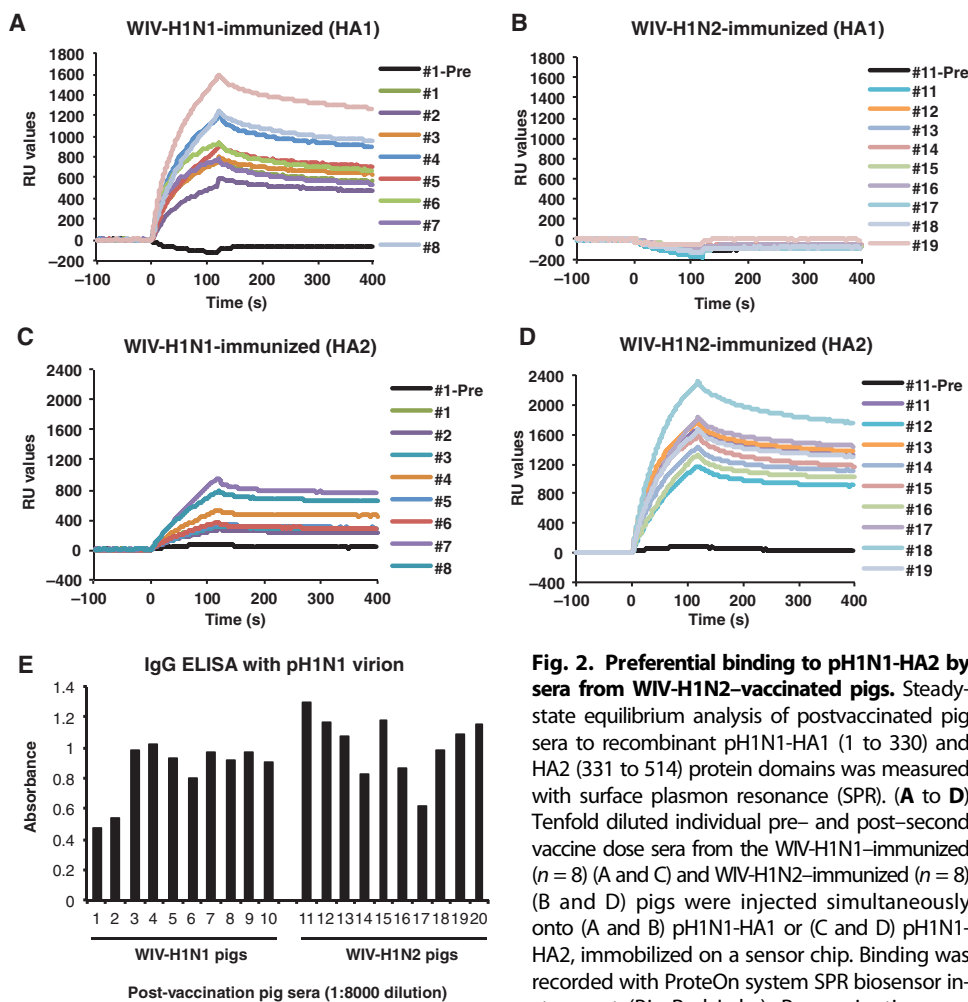 A
WIV-H1N1-immunized (HA1)
RU values
1800
1600
1400
1200
1000
800
600
400
200
0
−200
−100 0 100 200 300 400
Time (s)
#1-Pre
#1
#2
#3
#4
#5
#6
#7
#8
B
WIV-H1N2-immunized (HA1)
RU values
1800
1600
1400
1200
1000
800
600
400
200
0
−200
−100 0 100 200 300 400
Time (s)
#11-Pre
#11
#12
#13
#14
#15
#16
#17
#18
#19
C
WIV-H1N1-immunized (HA2)
RU values
2400
2000
1600
1200
800
400
0
−400
−100 0 100 200 300 400
Time (s)
#1-Pre
#1
#2
#3
#4
#5
#6
#7
#8
D
WIV-H1N2-immunized (HA2)
RU values
2400
2000
1600
1200
800
400
0
−400
−100 0 100 200 300 400
Time (s)
#11-Pre
#11
#12
#13
#14
#15
#16
#17
#18
#19
E
IgG ELISA with pH1N1 virion
Absorbance
1.4
1.2
1
0.8
0.6
0.4
0.2
0
1 2 3 4 5 6 7 8 9 10 11 12 13 14 15 16 17 18 19 20
WIV-H1N1 pigs WIV-H1N2 pigs
Post-vaccination pig sera (1:8000 dilution)
Fig. 2. Preferential binding to pH1N1-HA2 by
sera from WIV-H1N2–vaccinated pigs. Steady-
state equilibrium analysis of postvaccinated pig
sera to recombinant pH1N1-HA1 (1 to 330) and
HA2 (331 to 514) protein domains was measured
with surface plasmon resonance (SPR). (A to D)
Tenfold diluted individual pre– and post–second
vaccine dose sera from the WIV-H1N1–immunized
(n = 8) (A and C) and WIV-H1N2–immunized (n = 8)
(B and D) pigs were injected simultaneously
onto (A and B) pH1N1-HA1 or (C and D) pH1N1-
HA2, immobilized on a sensor chip. Binding was
recorded with ProteOn system SPR biosensor in-